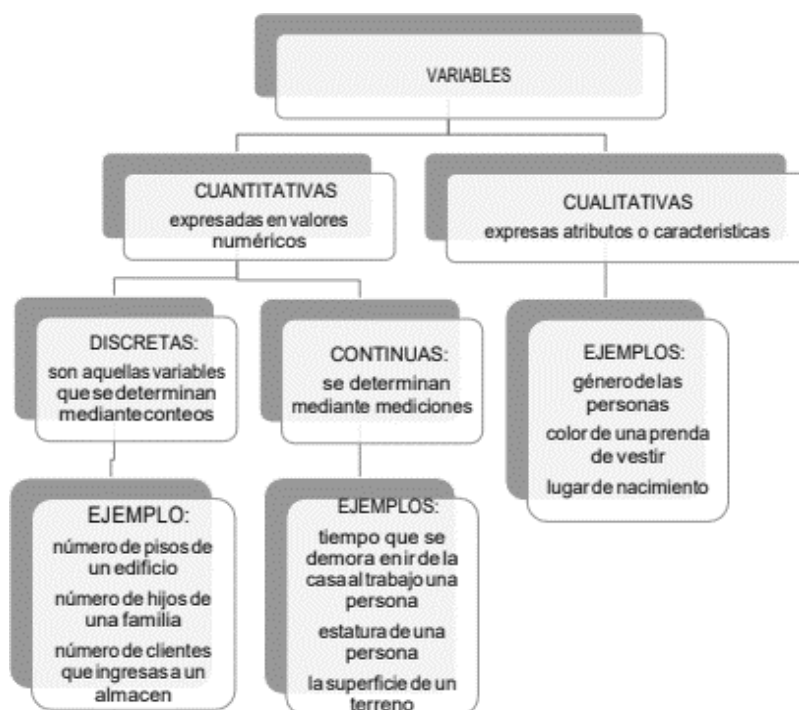 VARIABLES
CUANTITATIVAS
expresadas en valores
numéricos
CUALITATIVAS
expresas atributos o caracteristicas
DISCRETAS:
son aquellas variables
que se determinan
mediante conteos
CONTINUAS:
se determinan
mediante mediciones
EJEMPLOS:
género de las
personas
color de una prenda
de vestir
lugar de nacimiento
EJEMPLO:
número de pisos de
un edificio
número de hijos de
una familia
número de clientes
que ingresas a un
almacen
EJEMPLOS:
tiempo que se
demora en ir de la
casa al trabajo una
persona
estatura de una
persona
la superficie de un
terreno